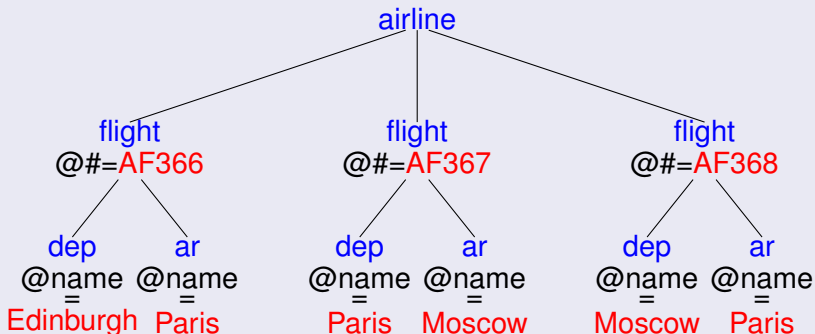 airline
flight flight flight
@#=AF366 @#=AF367 @#=AF368
dep ar dep ar dep ar
@name @name @name @name @name @name
= = = = = =
Edinburgh Paris Paris Moscow Moscow Paris